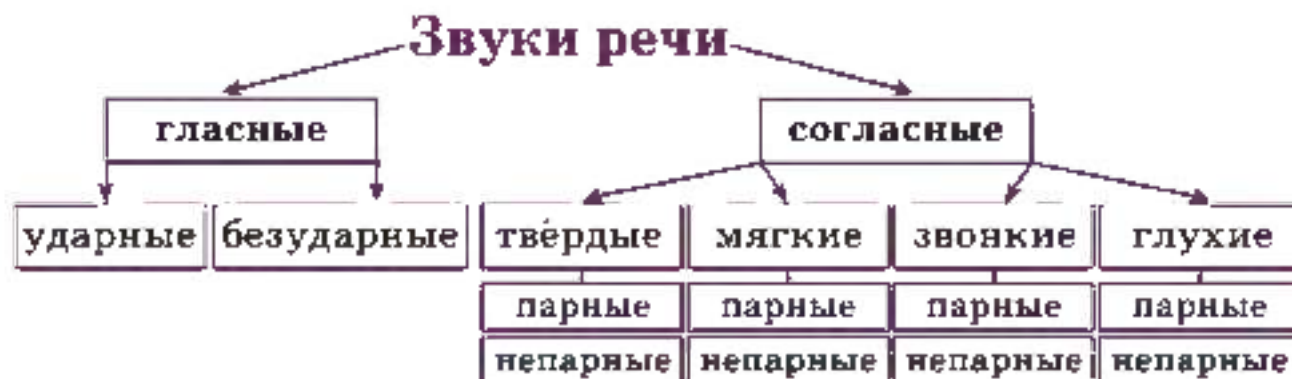 Звуки речи
гласные согласные
ударные безударные твёрдые мягкие звонкие глухие
парные парные парные парные
непарные непарные непарные непарные